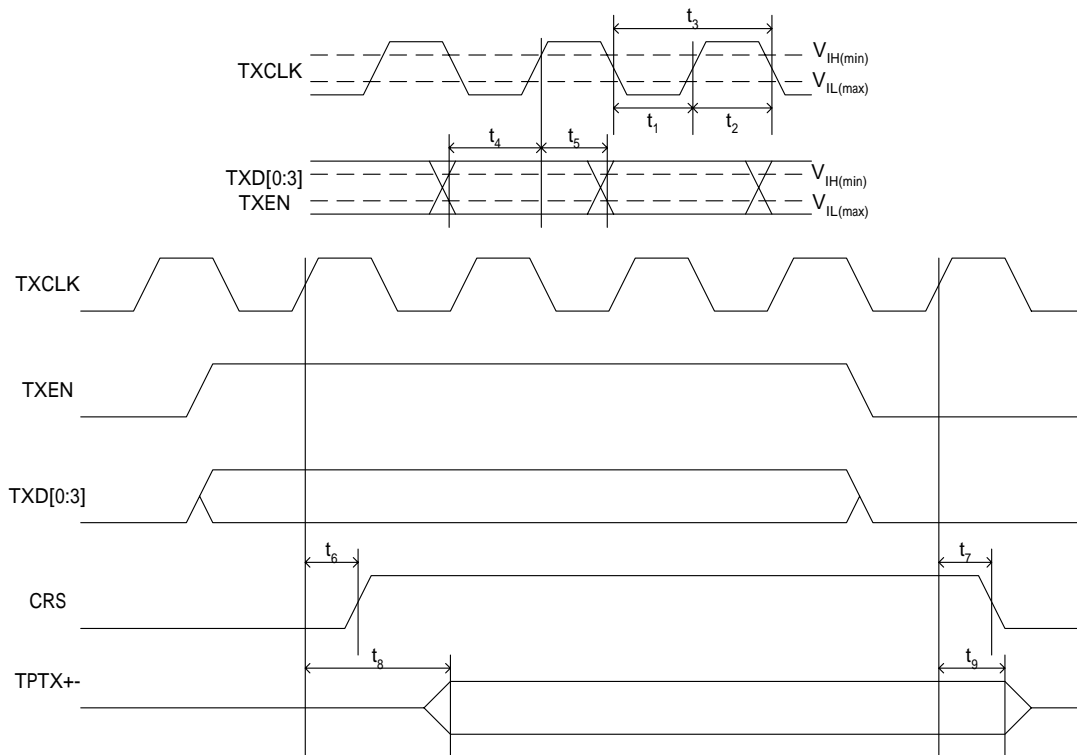 t3
VIH(min)
TXCLK
VIL(max)
t1 t2
t4 t5
TXD[0:3] VIH(min)
TXEN VIL(max)
TXCLK
TXEN
TXD[0:3]
t6 t7
CRS
t8 t9
TPTX+-